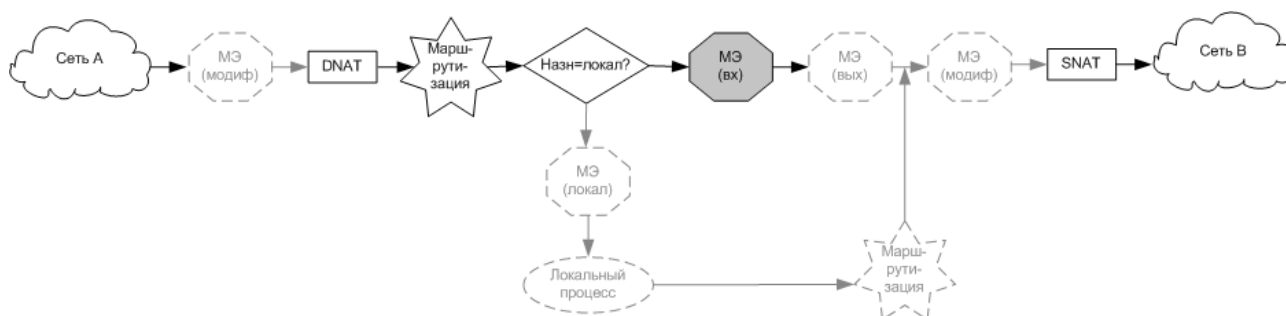 Сеть A
МЭ
(модиф)
DNAT
Марш-
рути-
зация
Назн=локал?
МЭ
(вх)
МЭ
(вых)
МЭ
(модиф)
SNAT
Сеть B
МЭ
(локал)
Локальный
процесс
Марш-
рути-
зация